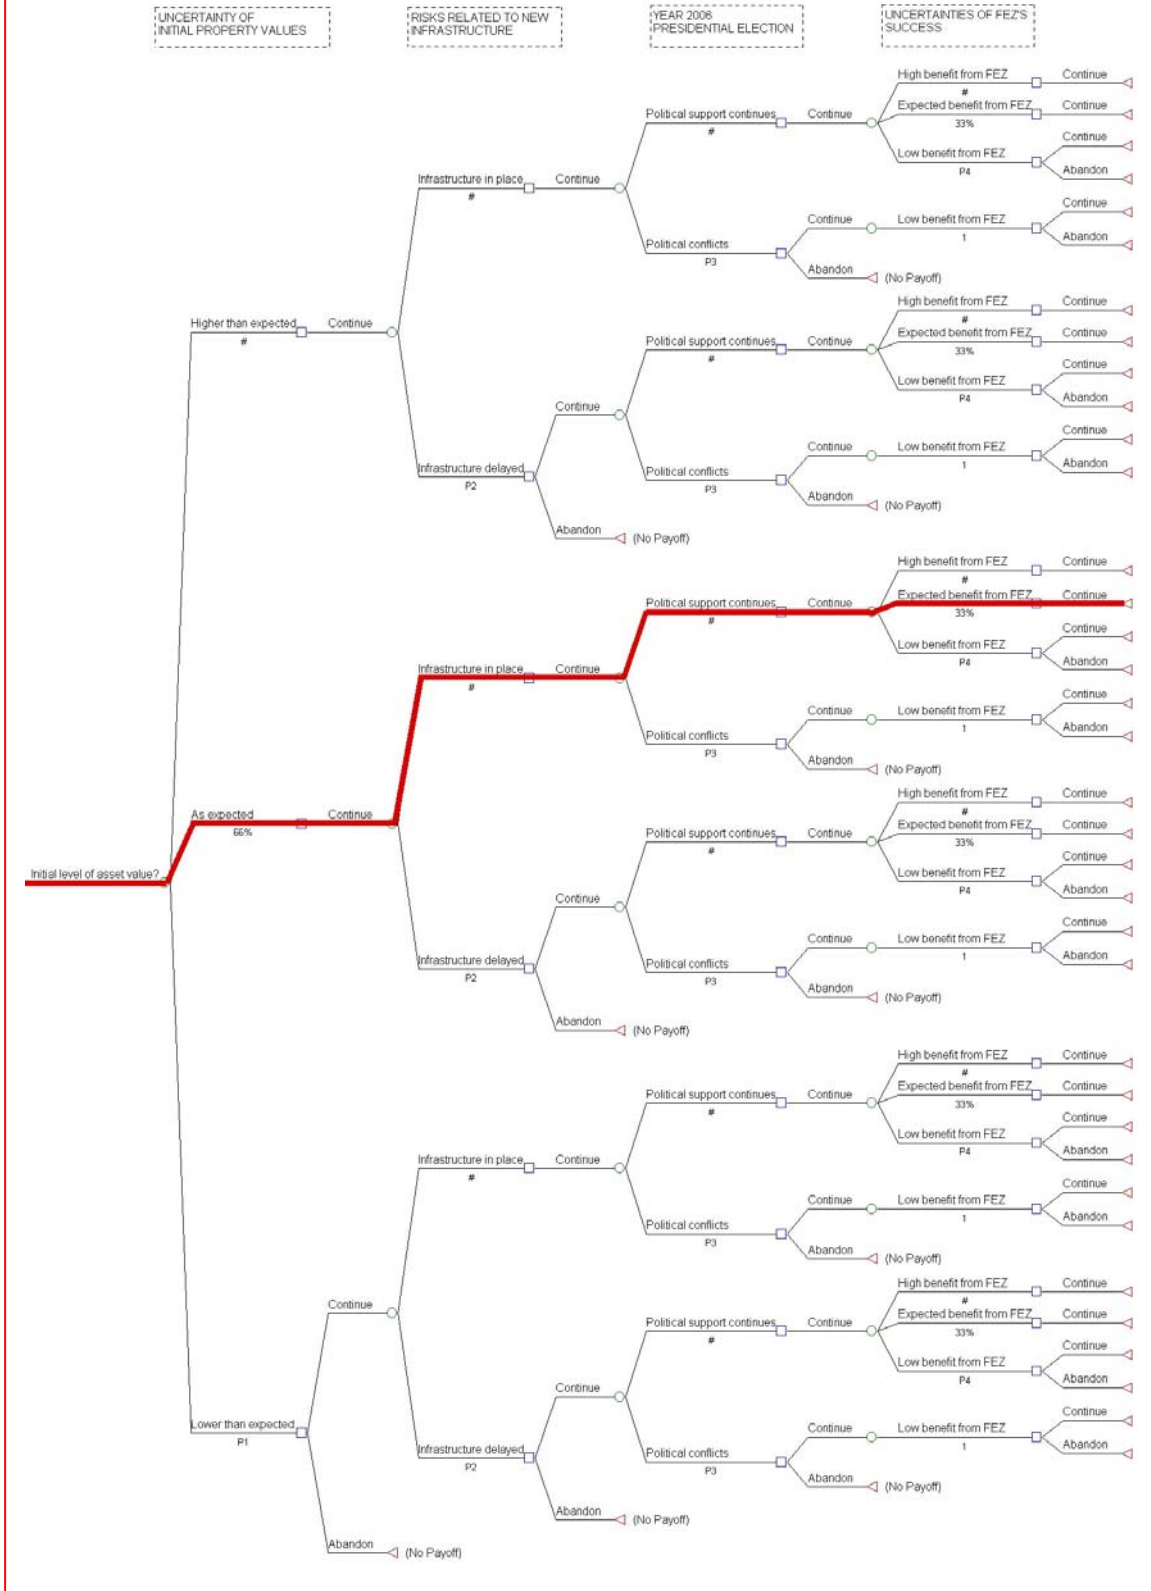 UNCERTAINTY OF
INITIAL PROPERTY VALUES
RISKS RELATED TO NEW
INFRASTRUCTURE
YEAR 2006
PRESIDENTIAL ELECTION
UNCERTAINTIES OF FEZ'S
SUCCESS
High benefit from FEZ Continue
#
Expected benefit from FEZ Continue
33%
Political support continues Continue
#
Continue
Low benefit from FEZ
P4
Abandon
Infrastructure in place Continue
#
Continue
Continue Low benefit from FEZ
1
Abandon
Political conflicts
P3
Abandon (No Payoff)
High benefit from FEZ Continue
#
Higher than expected Continue
#
Expected benefit from FEZ Continue
33%
Political support continues Continue
#
Continue
Low benefit from FEZ
P4
Abandon
Continue
Continue
Continue Low benefit from FEZ
1
Abandon
Infrastructure delayed
P2
Political conflicts
P3
Abandon (No Payoff)
Abandon (No Payoff)
High benefit from FEZ Continue
#
Expected benefit from FEZ Continue
33%
Political support continues Continue
#
Continue
Low benefit from FEZ
P4
Abandon
Infrastructure in place Continue
#
Continue
Continue Low benefit from FEZ
1
Abandon
Political conflicts
P3
Abandon (No Payoff)
High benefit from FEZ Continue
#
As expected Continue
66%
Expected benefit from FEZ Continue
33%
Political support continues Continue
#
Continue
Low benefit from FEZ
P4
Abandon
Initial level of asset value?
Continue
Continue
Continue Low benefit from FEZ
1
Abandon
Infrastructure delayed
P2
Political conflicts
P3
Abandon (No Payoff)
Abandon (No Payoff)
High benefit from FEZ Continue
#
Expected benefit from FEZ Continue
33%
Political support continues Continue
#
Continue
Low benefit from FEZ
P4
Abandon
Infrastructure in place Continue
#
Continue
Continue Low benefit from FEZ
1
Abandon
Political conflicts
P3
Abandon (No Payoff)
High benefit from FEZ Continue
#
Continue
Expected benefit from FEZ Continue
33%
Political support continues Continue
#
Continue
Low benefit from FEZ
P4
Abandon
Continue
Continue
Lower than expected
P1
Continue Low benefit from FEZ
1
Abandon
Infrastructure delayed
P2
Political conflicts
P3
Abandon (No Payoff)
Abandon (No Payoff)
Abandon (No Payoff)